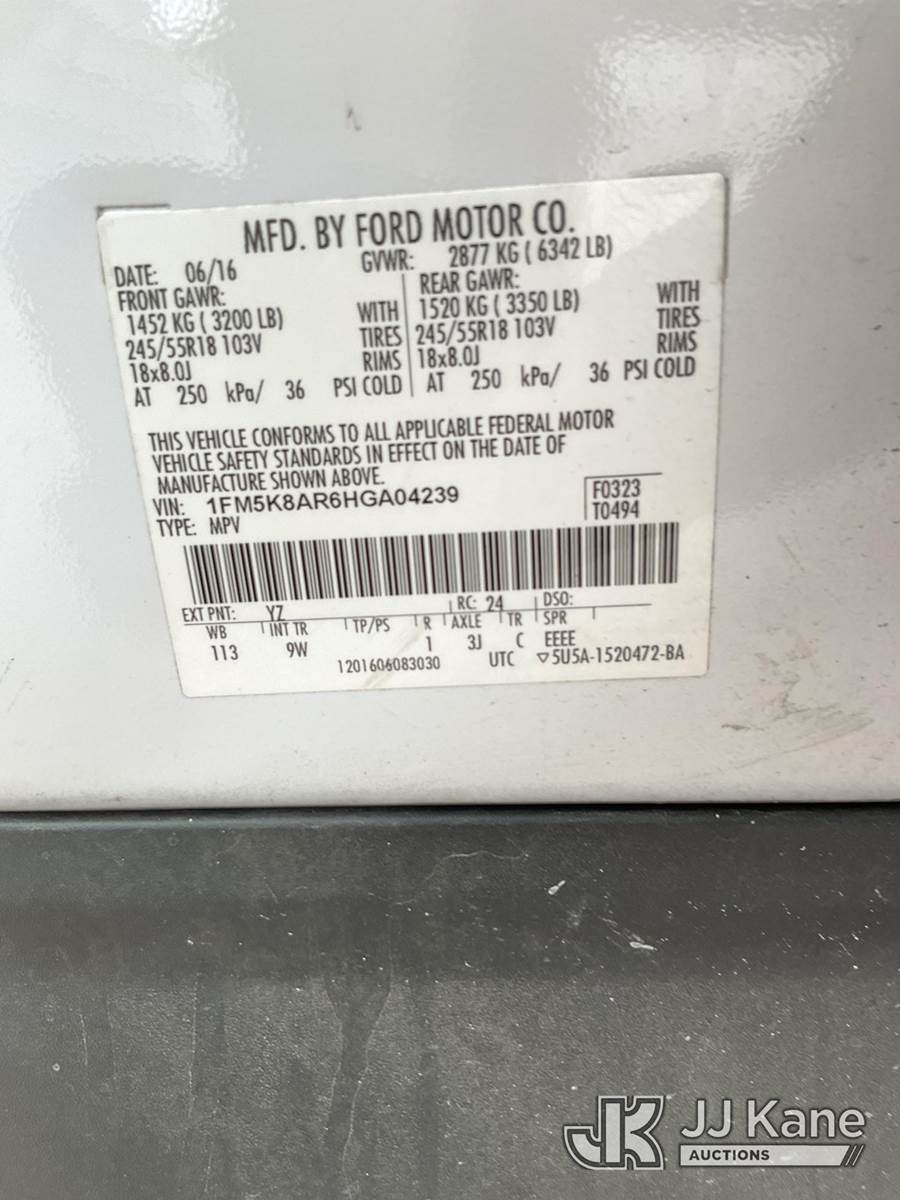 MFD. BY FORD MOTOR CO.
DATE: 06/16 GVWR: 2877 KG ( 6342 LB)
FRONT GAWR: REAR GAWR:
1452 KG ( 3200 LB) WITH 1520 KG ( 3350 LB) WITH
245/55R18 103V TIRES 245/55R18 103V TIRES
18x8.0J RIMS 18x8.0J RIMS
AT 250 kPa/ 36 PSI COLD AT 250 kPa/ 36 PSI COLD
THIS VEHICLE CONFORMS TO ALL APPLICABLE FEDERAL MOTOR
VEHICLE SAFETY STANDARDS IN EFFECT ON THE DATE OF
MANUFACTURE SHOWN ABOVE.
VIN: 1FM5K8AR6HGA04239 F0323
TYPE: MPV T0494
EXT PNT: YZ RC: 24 DSO:
WB INT TR TP/PS R AXLE TR SPR
113 9W 1 3J C EEEE
1201606083030 UTC ▽5U5A-1520472-BA
JK JJ Kane
AUCTIONS